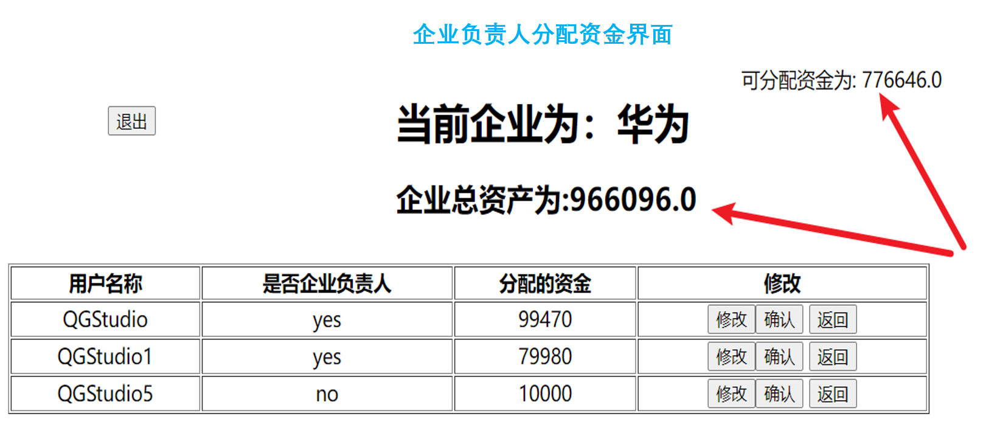 企业负责人分配资金界面
可分配资金为: 776646.0
退出
当前企业为：华为
企业总资产为:966096.0
用户名称 是否企业负责人 分配的资金 修改
QGStudio yes 99470 修改 确认 返回
QGStudio1 yes 79980 修改 确认 返回
QGStudio5 no 10000 修改 确认 返回